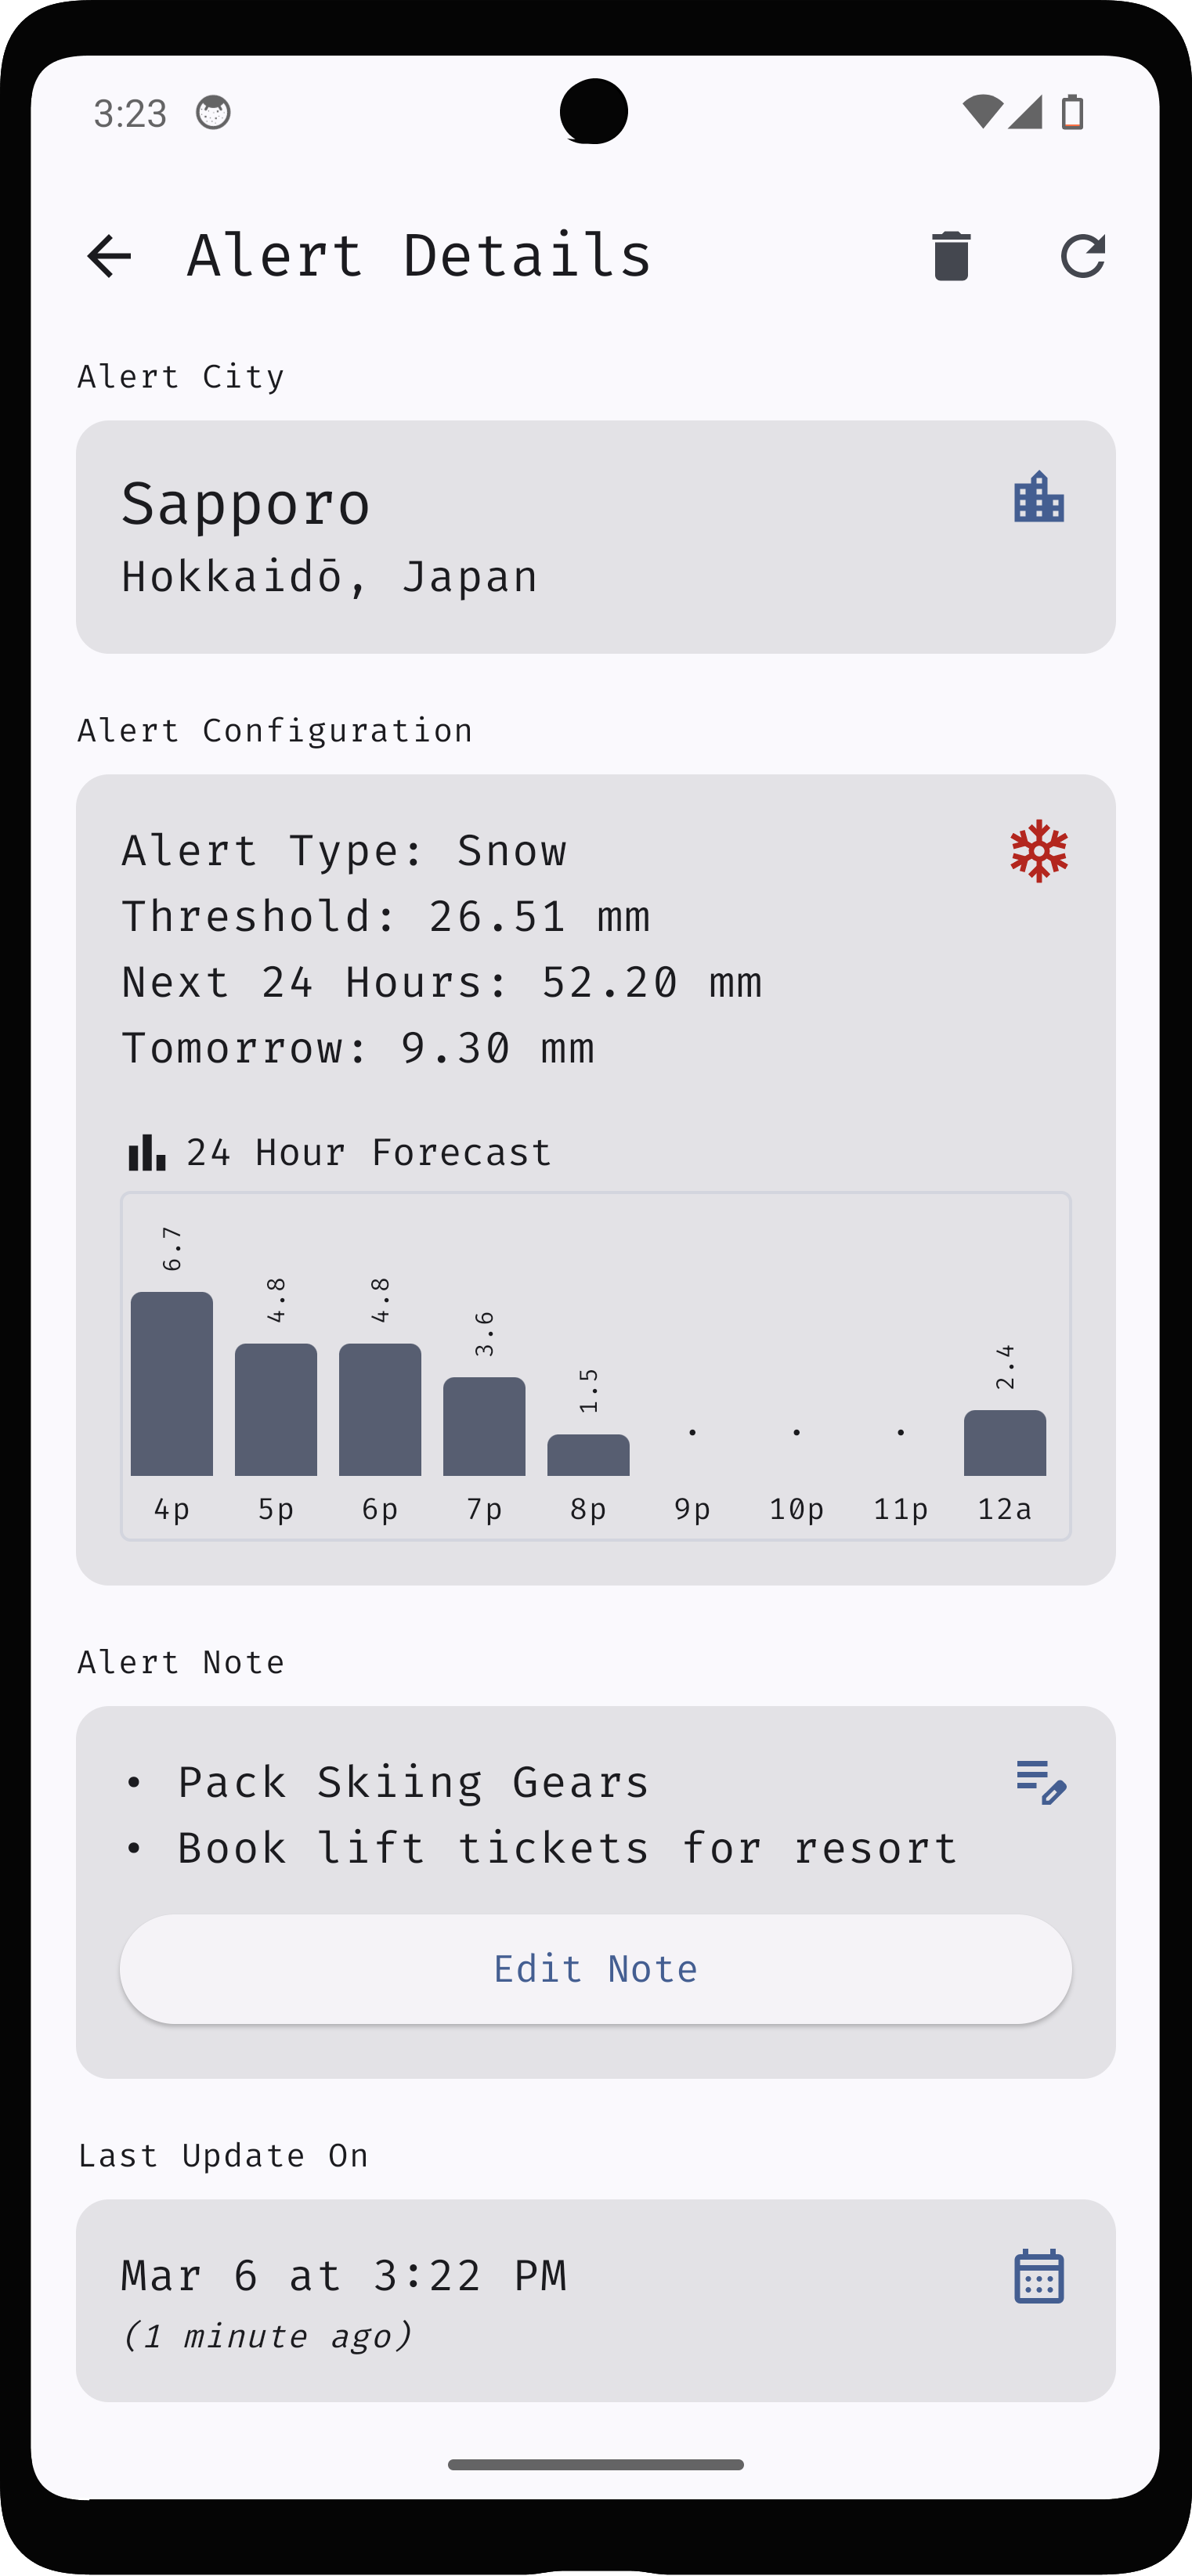 3:23
Alert Details
Alert City
Sapporo
Hokkaidō, Japan
Alert Configuration
Alert Type: Snow
Threshold: 26.51 mm
Next 24 Hours: 52.20 mm
Tomorrow: 9.30 mm
24 Hour Forecast
6.7 4.8 4.8 3.6 1.5 · · · 2.4
4p 5p 6p 7p 8p 9p 10p 11p 12a
Alert Note
• Pack Skiing Gears
• Book lift tickets for resort
Edit Note
Last Update On
Mar 6 at 3:22 PM
(1 minute ago)